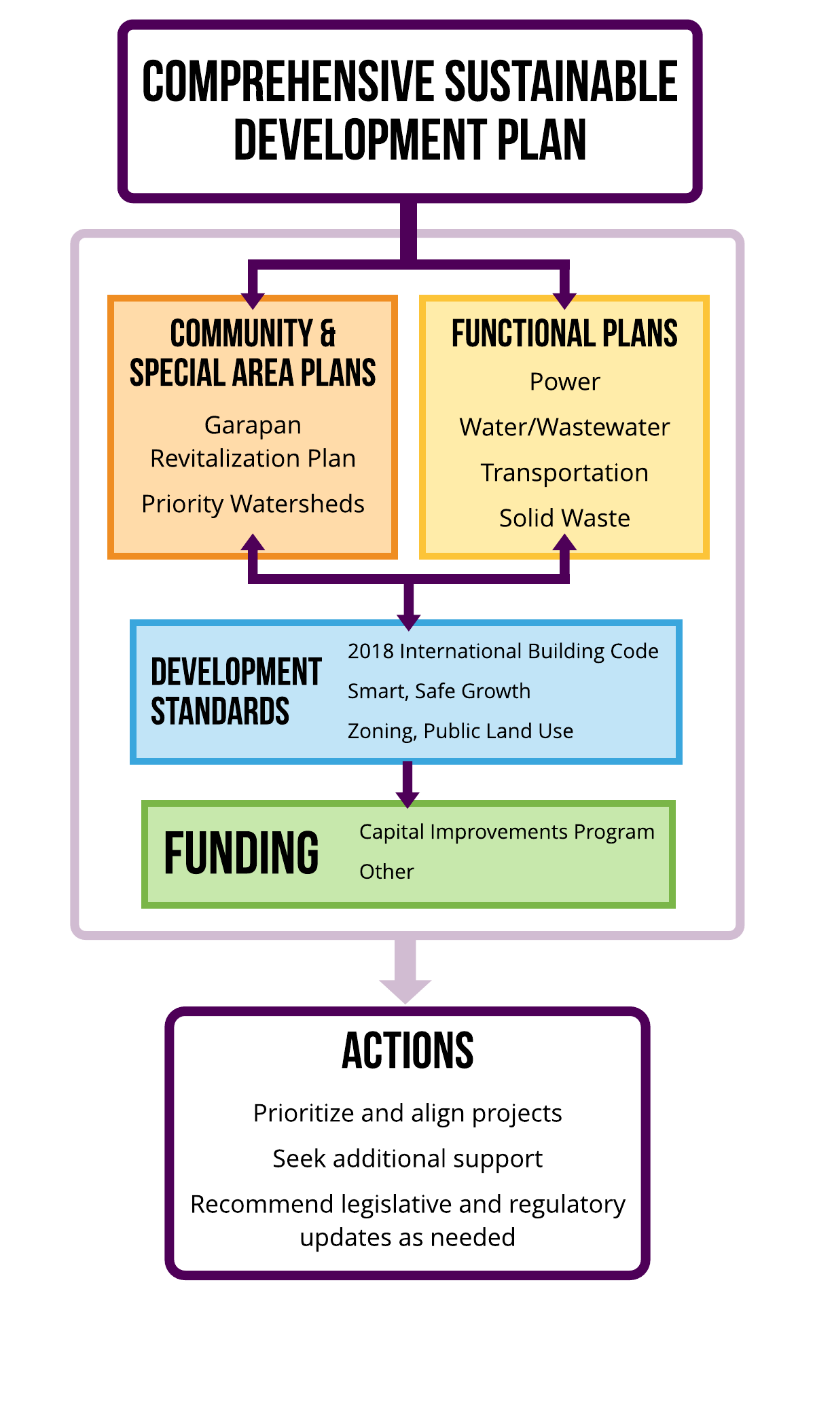 COMPREHENSIVE SUSTAINABLE
DEVELOPMENT PLAN
COMMUNITY &
SPECIAL AREA PLANS
Garapan
Revitalization Plan
Priority Watersheds
FUNCTIONAL PLANS
Power
Water/Wastewater
Transportation
Solid Waste
DEVELOPMENT
STANDARDS
2018 International Building Code
Smart, Safe Growth
Zoning, Public Land Use
FUNDING
Capital Improvements Program
Other
ACTIONS
Prioritize and align projects
Seek additional support
Recommend legislative and regulatory
updates as needed